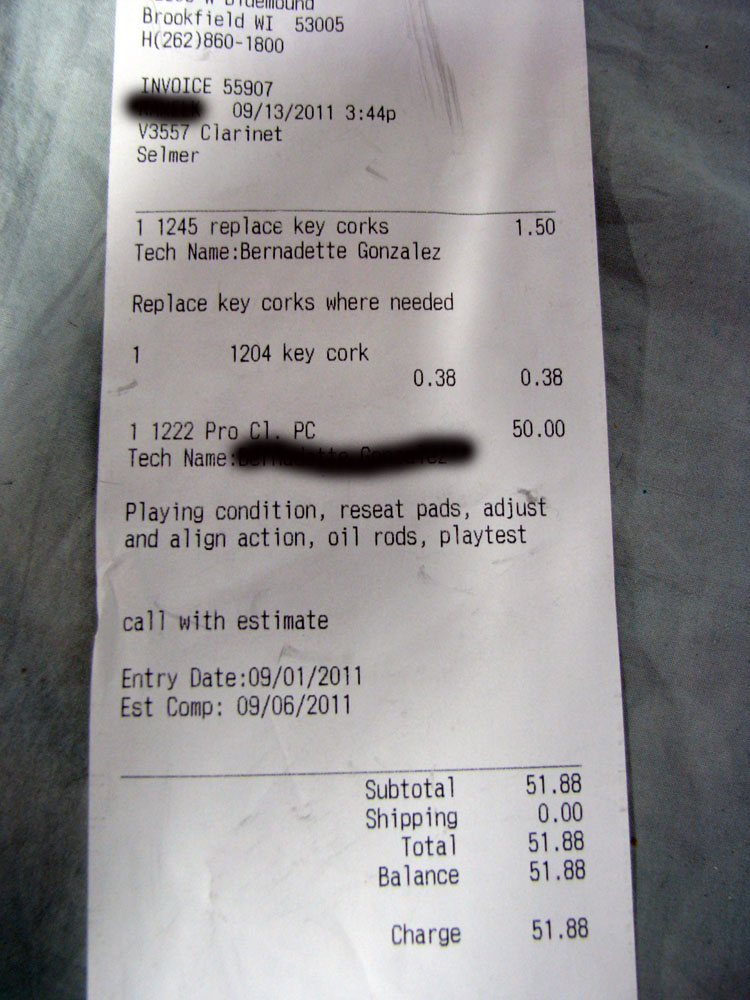 Brookfield WI 53005
H(262)860-1800
INVOICE 55907
09/13/2011 3:44p
V3557 Clarinet
Selmer
1 1245 replace key corks 1.50
Tech Name:Bernadette Gonzalez
Replace key corks where needed
1 1204 key cork
0.38 0.38
1 1222 Pro Cl. PC 50.00
Tech Name:
Playing condition, reseat pads, adjust
and align action, oil rods, playtest
call with estimate
Entry Date:09/01/2011
Est Comp: 09/06/2011
Subtotal 51.88
Shipping 0.00
Total 51.88
Balance 51.88
Charge 51.88